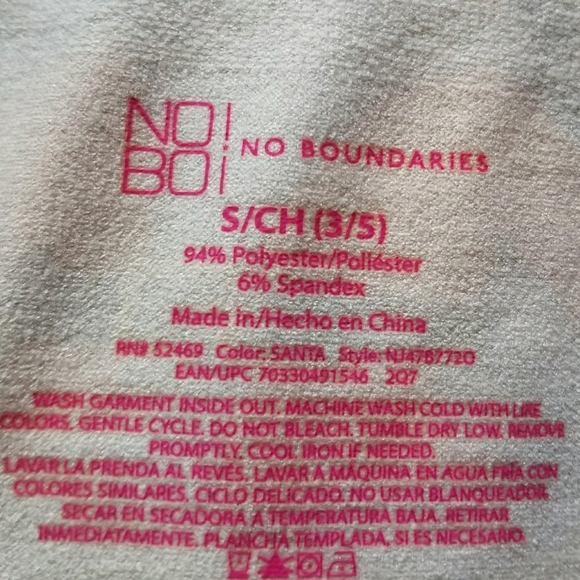 NO!
BO!
NO BOUNDARIES
S/CH (3/5)
94% Polyester/Poliéster
6% Spandex
Made in/Hecho en China
RN# 52469 Color: SANTA Style: NJ478772O
EAN/UPC 70330491546 2Q7
WASH GARMENT INSIDE OUT. MACHINE WASH COLD WITH LIKE
COLORS. GENTLE CYCLE. DO NOT BLEACH. TUMBLE DRY LOW. REMOVE
PROMPTLY. COOL IRON IF NEEDED.
LAVAR LA PRENDA AL REVÉS. LAVAR A MÁQUINA EN AGUA FRÍA CON
COLORES SIMILARES. CICLO DELICADO. NO USAR BLANQUEADOR.
SECAR EN SECADORA A TEMPERATURA BAJA. RETIRAR
INMEDIATAMENTE. PLANCHA TEMPLADA, SI ES NECESARIO.